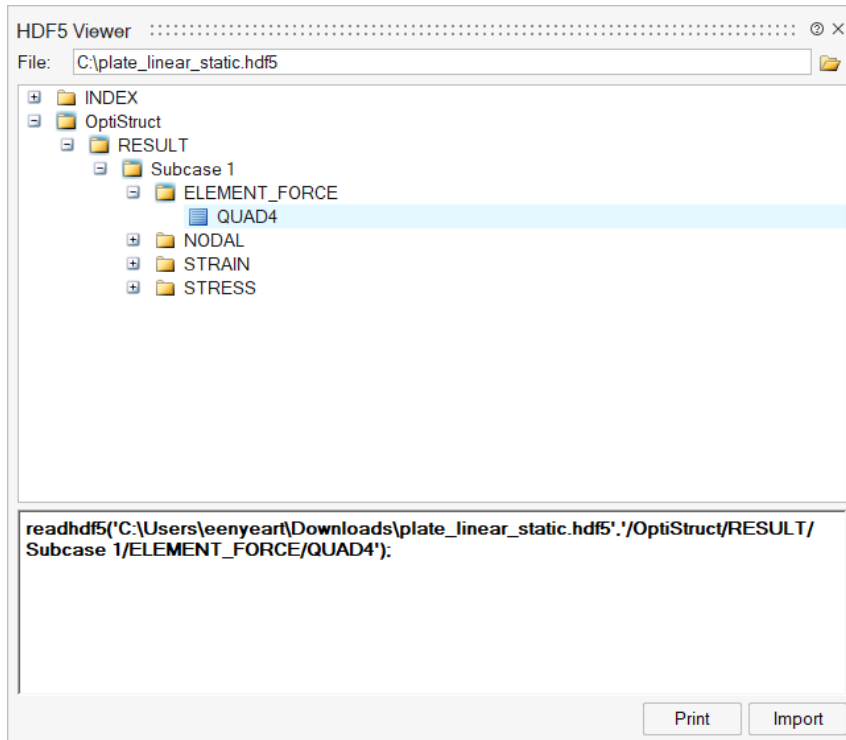 HDF5 Viewer
File: C:\plate_linear_static.hdf5
INDEX
OptiStruct
RESULT
Subcase 1
ELEMENT_FORCE
QUAD4
NODAL
STRAIN
STRESS
readhdf5('C:\Users\eenyeart\Downloads\plate_linear_static.hdf5','/OptiStruct/RESULT/
Subcase 1/ELEMENT_FORCE/QUAD4');
Print Import